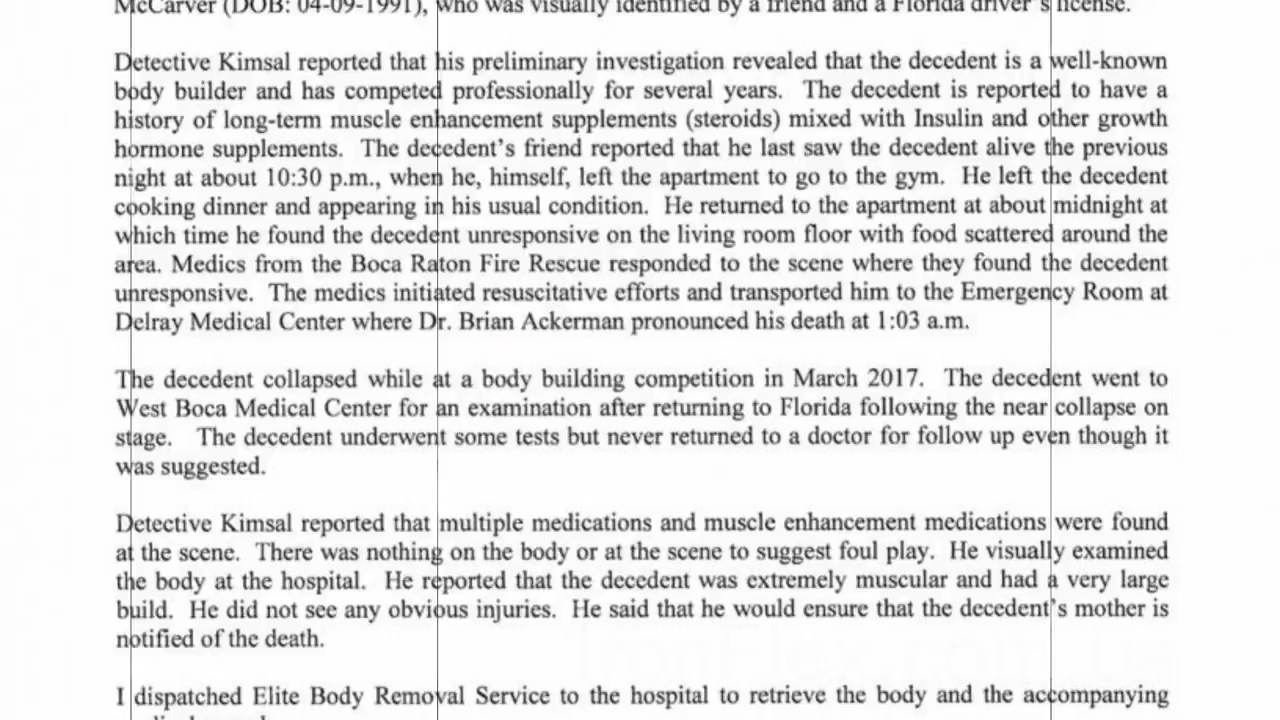 McCarver (DOB: 04-09-1991), who was visually identified by a friend and a Florida driver's license.
Detective Kimsal reported that his preliminary investigation revealed that the decedent is a well-known
body builder and has competed professionally for several years. The decedent is reported to have a
history of long-term muscle enhancement supplements (steroids) mixed with Insulin and other growth
hormone supplements. The decedent's friend reported that he last saw the decedent alive the previous
night at about 10:30 p.m., when he, himself, left the apartment to go to the gym. He left the decedent
cooking dinner and appearing in his usual condition. He returned to the apartment at about midnight at
which time he found the decedent unresponsive on the living room floor with food scattered around the
area. Medics from the Boca Raton Fire Rescue responded to the scene where they found the decedent
unresponsive. The medics initiated resuscitative efforts and transported him to the Emergency Room at
Delray Medical Center where Dr. Brian Ackerman pronounced his death at 1:03 a.m.
The decedent collapsed while at a body building competition in March 2017. The decedent went to
West Boca Medical Center for an examination after returning to Florida following the near collapse on
stage. The decedent underwent some tests but never returned to a doctor for follow up even though it
was suggested.
Detective Kimsal reported that multiple medications and muscle enhancement medications were found
at the scene. There was nothing on the body or at the scene to suggest foul play. He visually examined
the body at the hospital. He reported that the decedent was extremely muscular and had a very large
build. He did not see any obvious injuries. He said that he would ensure that the decedent's mother is
notified of the death.
I dispatched Elite Body Removal Service to the hospital to retrieve the body and the accompanying